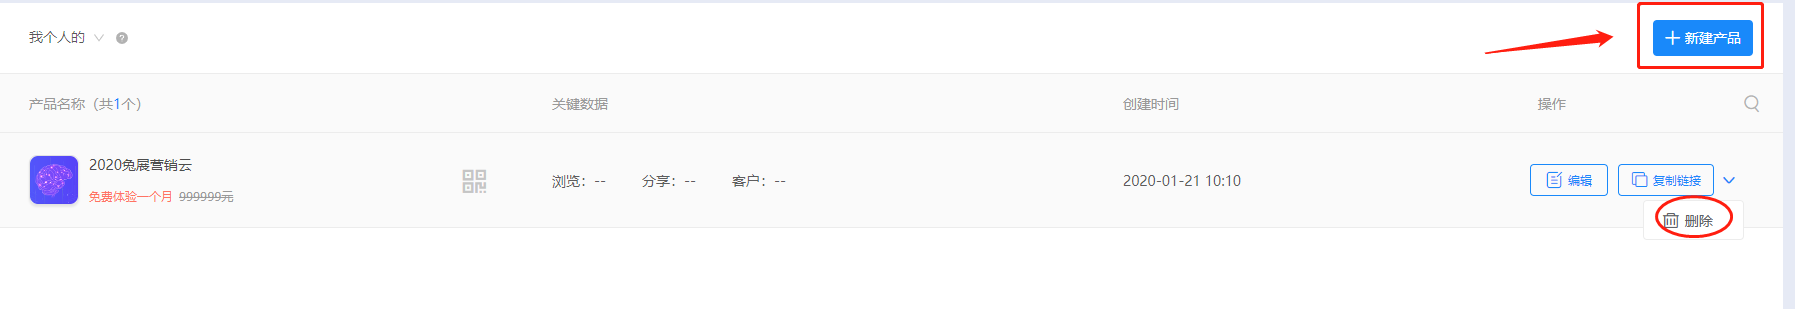 我个人的
新建产品
产品名称（共1个） 关键数据 创建时间 操作
2020兔展营销云
免费体验一个月 999999元
浏览：-- 分享：-- 客户：-- 2020-01-21 10:10 编辑 复制链接
删除